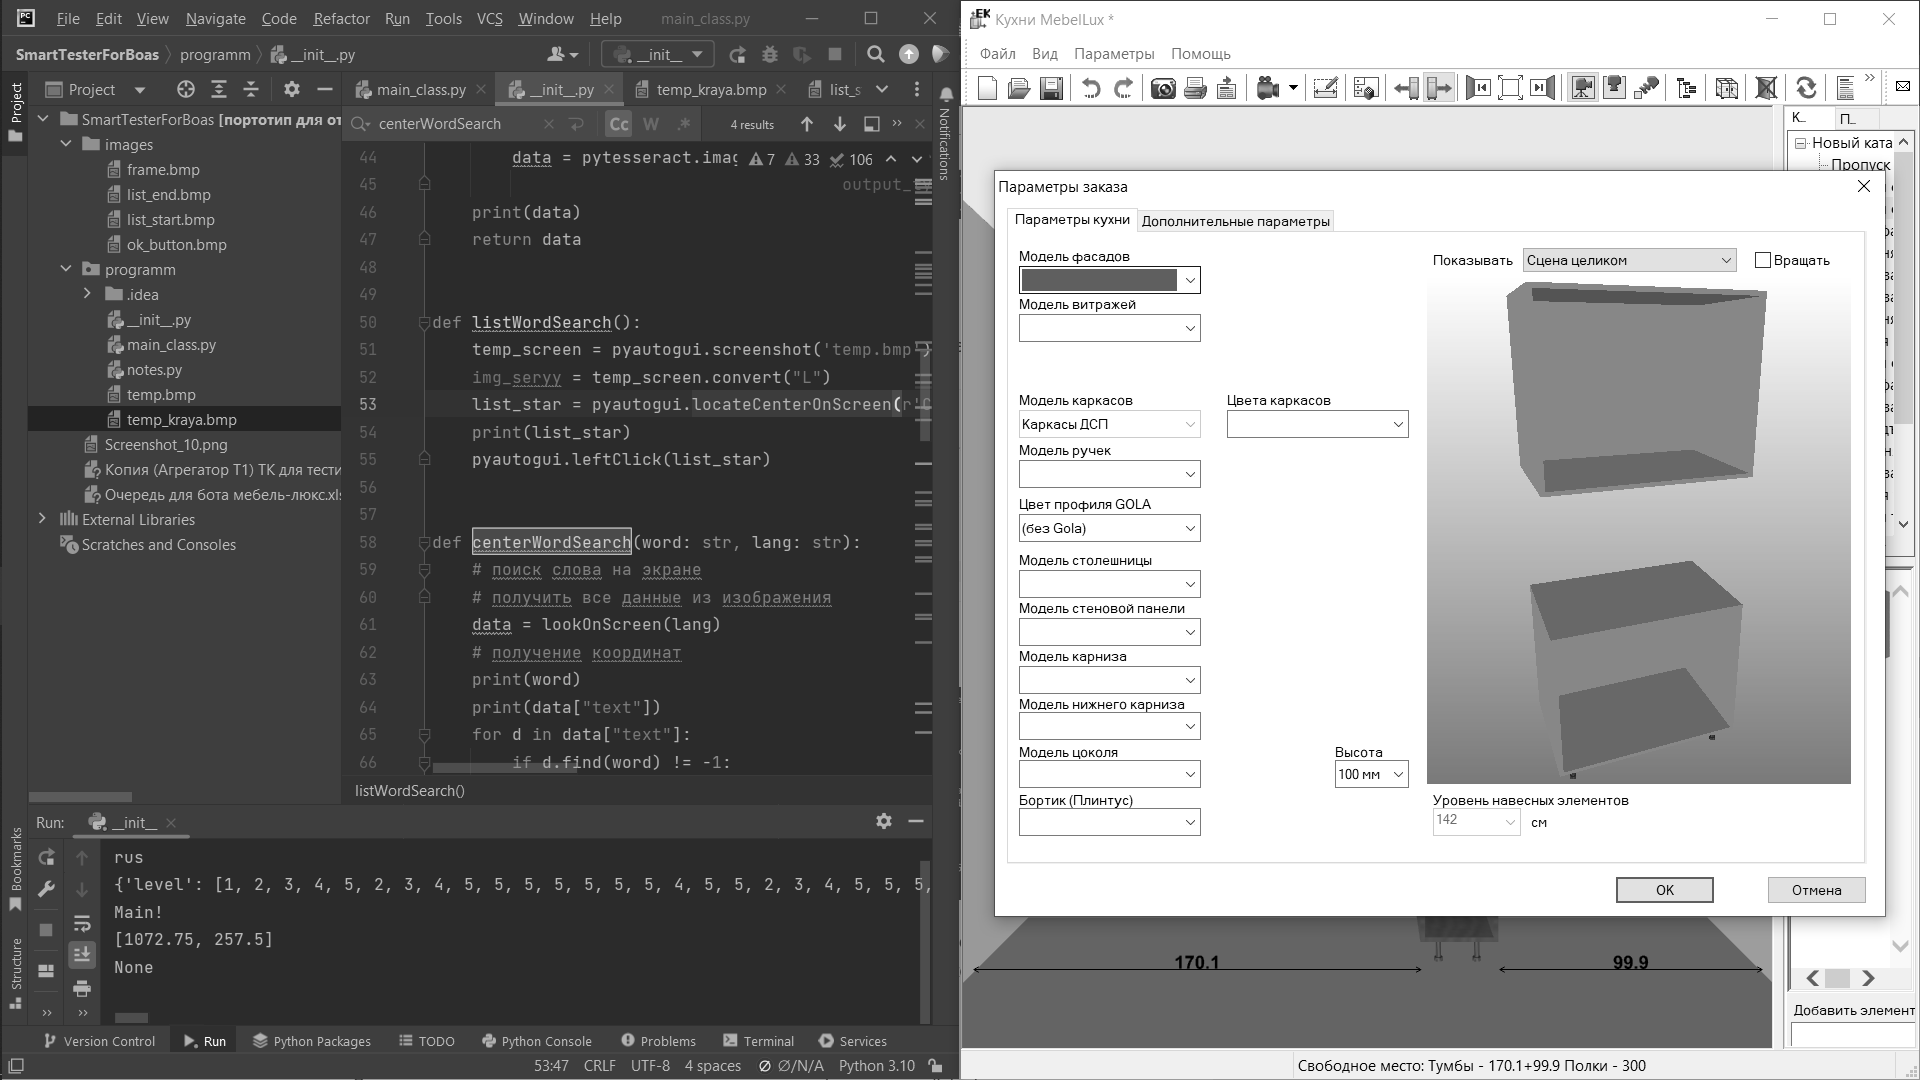 File Edit View Navigate Code Refactor Run Tools VCS Window Help main_class.py
SmartTesterForBoas programm __init__.py __init__
Project
Project
SmartTesterForBoas [портотип для от
images
frame.bmp
list_end.bmp
list_start.bmp
ok_button.bmp
programm
.idea
__init__.py
main_class.py
notes.py
temp.bmp
temp_kraya.bmp
Screenshot_10.png
Копия (Агрегатор Т1) ТК для тести
Очередь для бота мебель-люкс.xls
External Libraries
Scratches and Consoles
main_class.py __init__.py temp_kraya.bmp list_s
centerWordSearch Cc W .* 4 results
7 33 106
44 data = pytesseract.imag
45 output_ty
46 print(data)
47 return data
48
49
50 def listWordSearch():
51 temp_screen = pyautogui.screenshot('temp.bmp')
52 img_seryy = temp_screen.convert("L")
53 list_star = pyautogui.locateCenterOnScreen(r'C
54 print(list_star)
55 pyautogui.leftClick(list_star)
56
57
58 def centerWordSearch(word: str, lang: str):
59 # поиск слова на экране
60 # получить все данные из изображения
61 data = lookOnScreen(lang)
62 # получение координат
63 print(word)
64 print(data["text"])
65 for d in data["text"]:
66 if d.find(word) != -1:
listWordSearch()
Notifications
Run: __init__
rus
{'level': [1, 2, 3, 4, 5, 2, 3, 4, 5, 5, 5, 5, 5, 5, 5, 4, 5, 5, 2, 3, 4, 5, 5, 5,
Main!
[1072.75, 257.5]
None
Bookmarks
Structure
Version Control Run Python Packages TODO Python Console Problems Terminal Services
53:47 CRLF UTF-8 4 spaces ∅/N/A Python 3.10
Кухни MebelLux *
Файл Вид Параметры Помощь
К.. П..
Новый ката
Пропуск
Параметры заказа
Параметры кухни Дополнительные параметры
Модель фасадов
Показывать Сцена целиком Вращать
Модель витражей
Модель каркасов Цвета каркасов
Каркасы ДСП
Модель ручек
Цвет профиля GOLA
(без Gola)
Модель столешницы
Модель стеновой панели
Модель карниза
Модель нижнего карниза
Модель цоколя Высота
100 мм
Бортик (Плинтус)
Уровень навесных элементов
142 см
OK Отмена
170.1 99.9
Добавить элемент
Свободное место: Тумбы - 170.1+99.9 Полки - 300